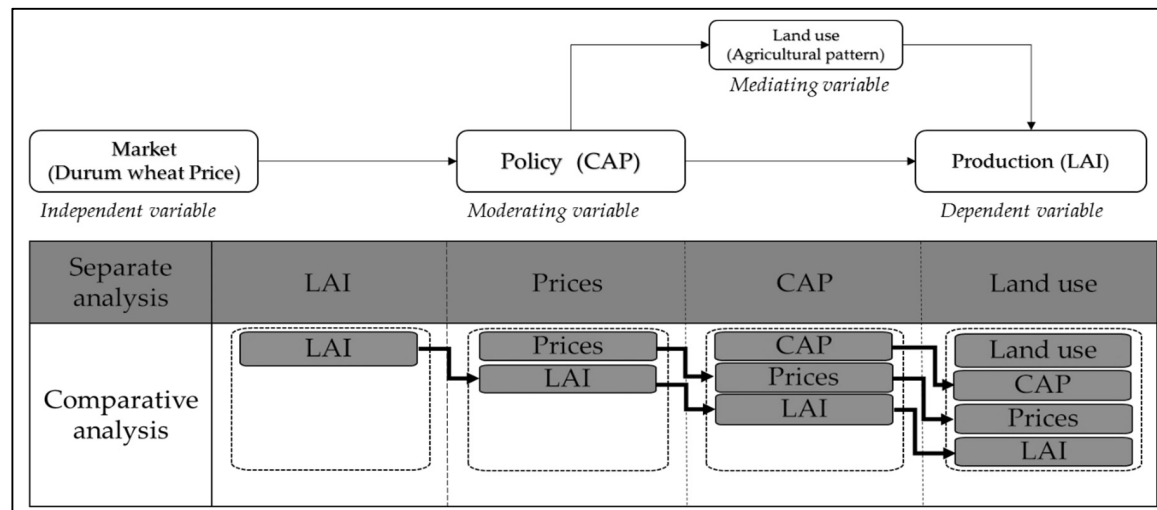 Land use
(Agricultural pattern)
Mediating variable
Market
(Durum wheat Price)
Policy (CAP)
Production (LAI)
Independent variable
Moderating variable
Dependent variable
Separate
analysis
LAI
Prices
CAP
Land use
Comparative
analysis
LAI
Prices
LAI
CAP
Prices
LAI
Land use
CAP
Prices
LAI